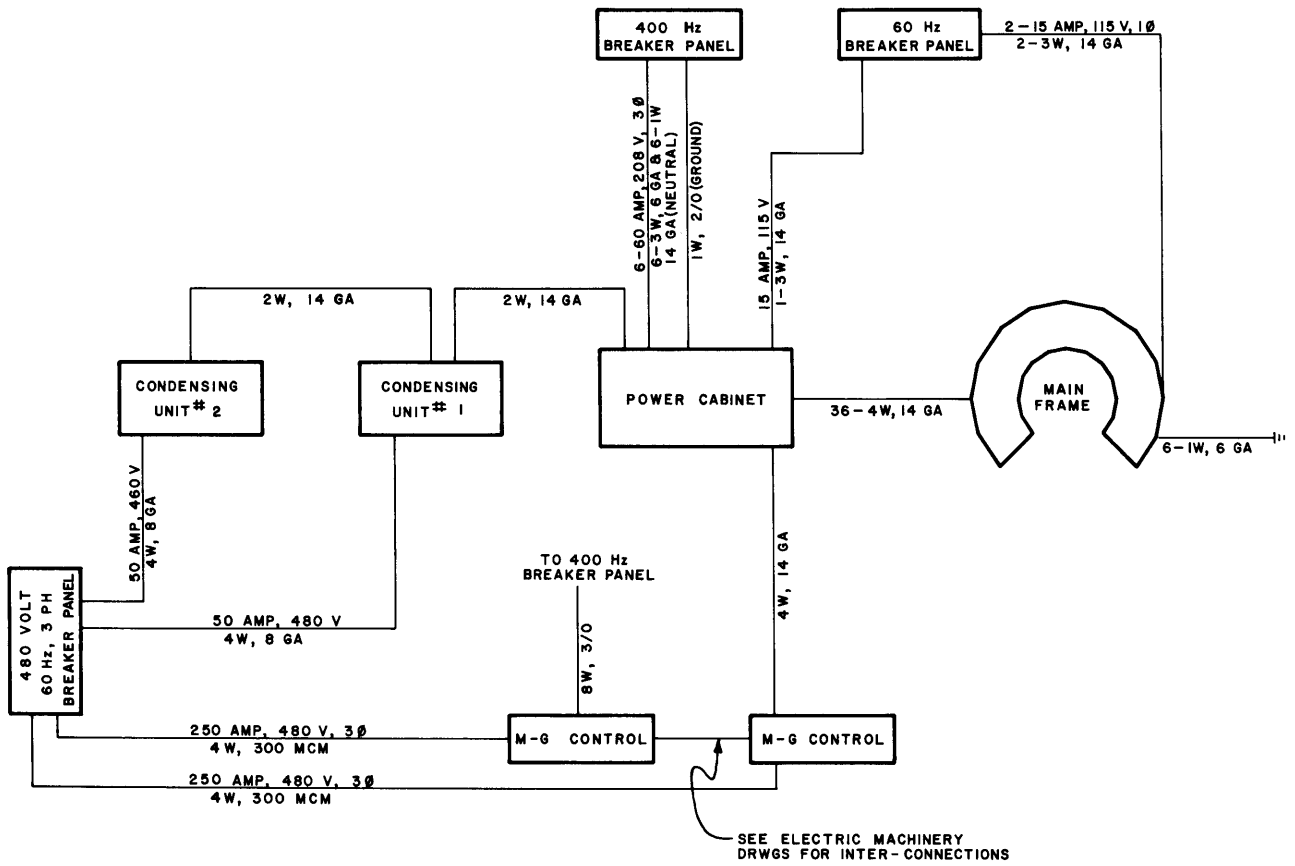 400 Hz
BREAKER PANEL
60 Hz
BREAKER PANEL
2-15 AMP, 115 V, 1Ø
2-3W, 14 GA
6-60 AMP, 208 V, 3Ø
6-3W, 6 GA & 6-1W
14 GA (NEUTRAL)
1W, 2/0 (GROUND)
15 AMP, 115 V
1-3W, 14 GA
2W, 14 GA
2W, 14 GA
CONDENSING
UNIT # 2
CONDENSING
UNIT # 1
POWER CABINET
36-4W, 14 GA
MAIN
FRAME
6-1W, 6 GA
50 AMP, 460 V
4W, 8 GA
480 VOLT
60 Hz, 3 PH
BREAKER PANEL
50 AMP, 480 V
4W, 8 GA
TO 400 Hz
BREAKER PANEL
8W, 3/0
4W, 14 GA
250 AMP, 480 V, 3Ø
4W, 300 MCM
M-G CONTROL
M-G CONTROL
250 AMP, 480 V, 3Ø
4W, 300 MCM
SEE ELECTRIC MACHINERY
DRWGS FOR INTER-CONNECTIONS